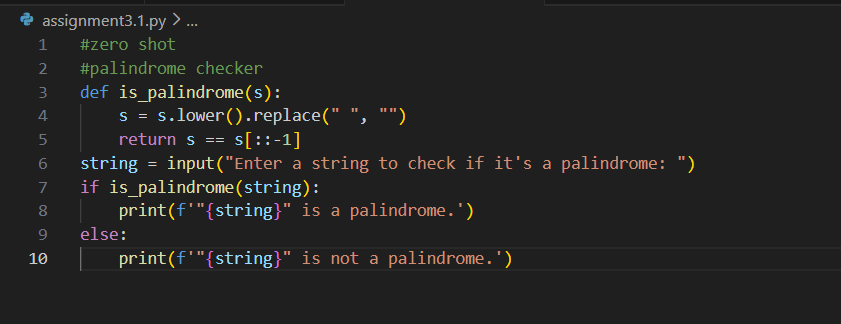 assignment3.1.py > ...
1 #zero shot
2 #palindrome checker
3 def is_palindrome(s):
4     s = s.lower().replace(" ", "")
5     return s == s[::-1]
6 string = input("Enter a string to check if it's a palindrome: ")
7 if is_palindrome(string):
8     print(f'"{string}" is a palindrome.')
9 else:
10     print(f'"{string}" is not a palindrome.')